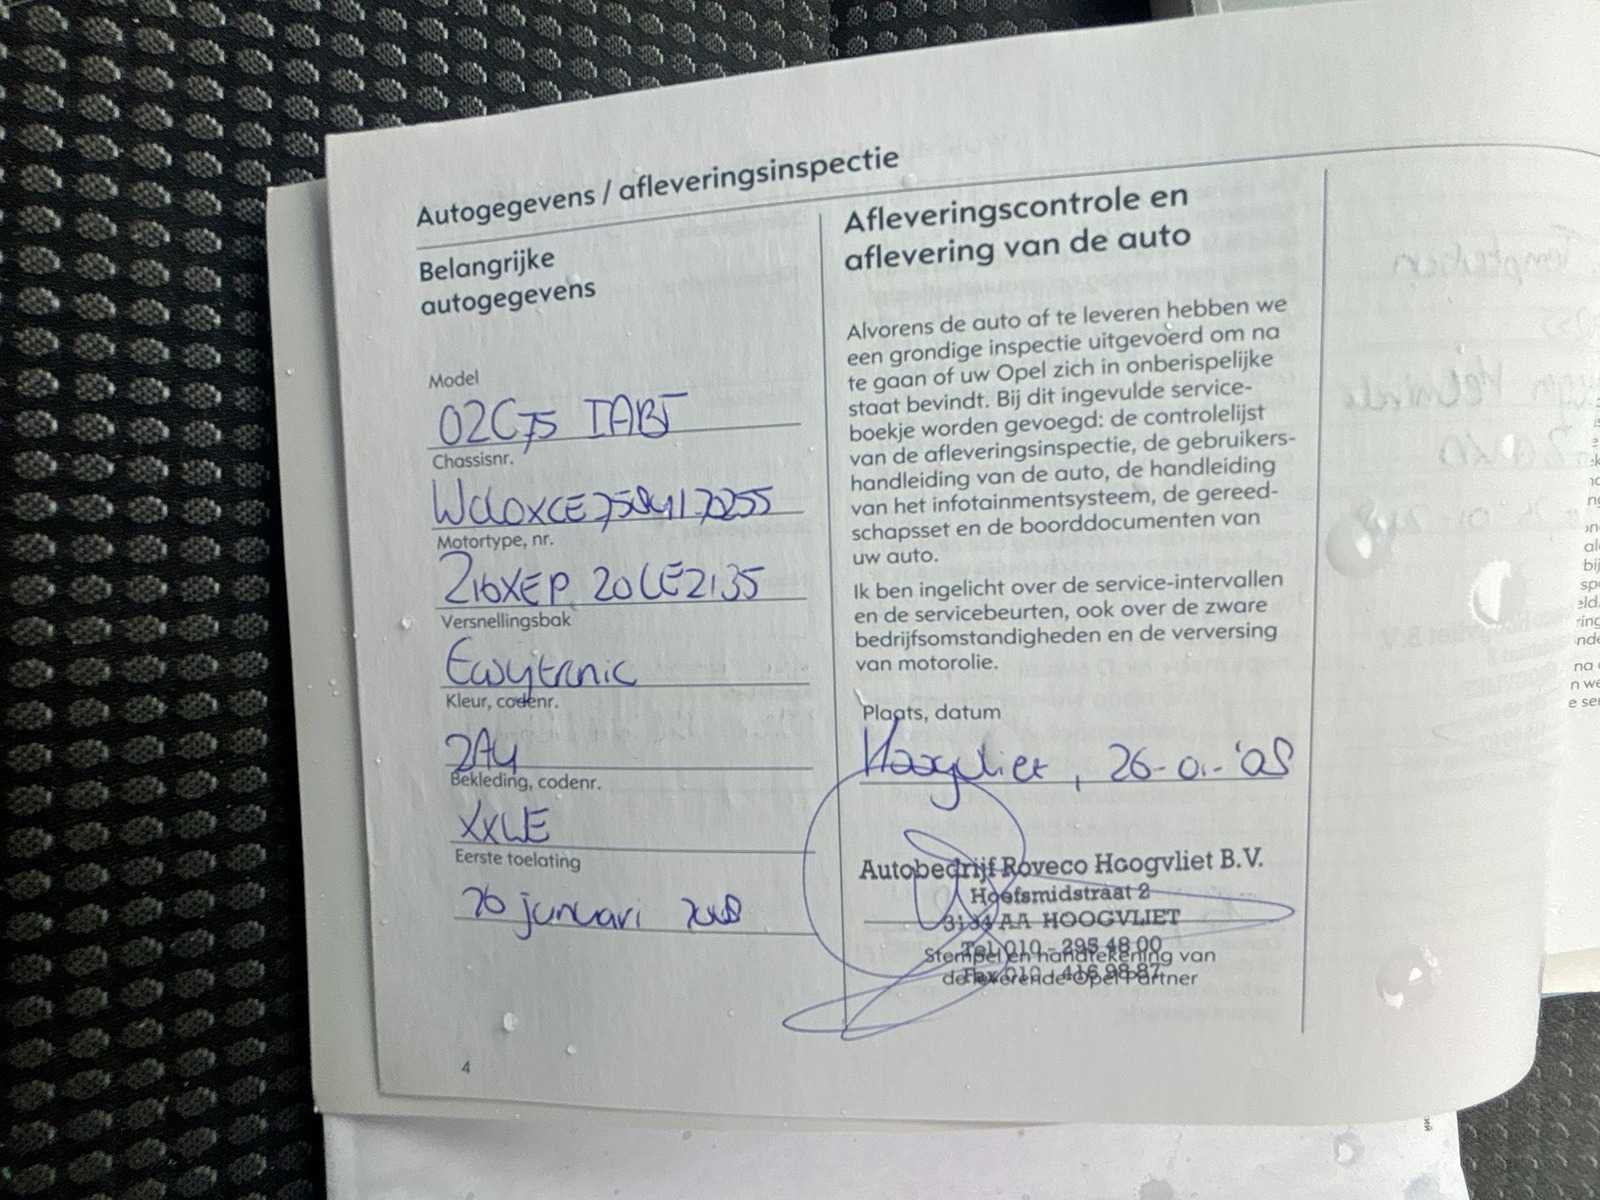 Autogegevens / afleveringsinspectie
Belangrijke
autogegevens
Model
Chassisnr.
Motortype, nr.
Z16XEP 20LE2135
Versnellingsbak
Easytronic
Kleur, codenr.
2AU
Bekleding, codenr.
Eerste toelating
26 januari 2008
4
Afleveringscontrole en
aflevering van de auto
Alvorens de auto af te leveren hebben we
een grondige inspectie uitgevoerd om na
te gaan of uw Opel zich in onberispelijke
staat bevindt. Bij dit ingevulde service-
boekje worden gevoegd: de controlelijst
van de afleveringsinspectie, de gebruikers-
handleiding van de auto, de handleiding
van het infotainmentsysteem, de gereed-
schapsset en de boorddocumenten van
uw auto.
Ik ben ingelicht over de service-intervallen
en de servicebeurten, ook over de zware
bedrijfsomstandigheden en de verversing
van motorolie.
Plaats, datum
Hoogvliet, 26-01-'08
Autobedrijf Roveco Hoogvliet B.V.
Hoefsmidstraat 2
3194 AA HOOGVLIET
Tel. 010 - 295 48 00
Stempel en handtekening van
Fax 010 - 416 98 87
de leverende Opel Partner